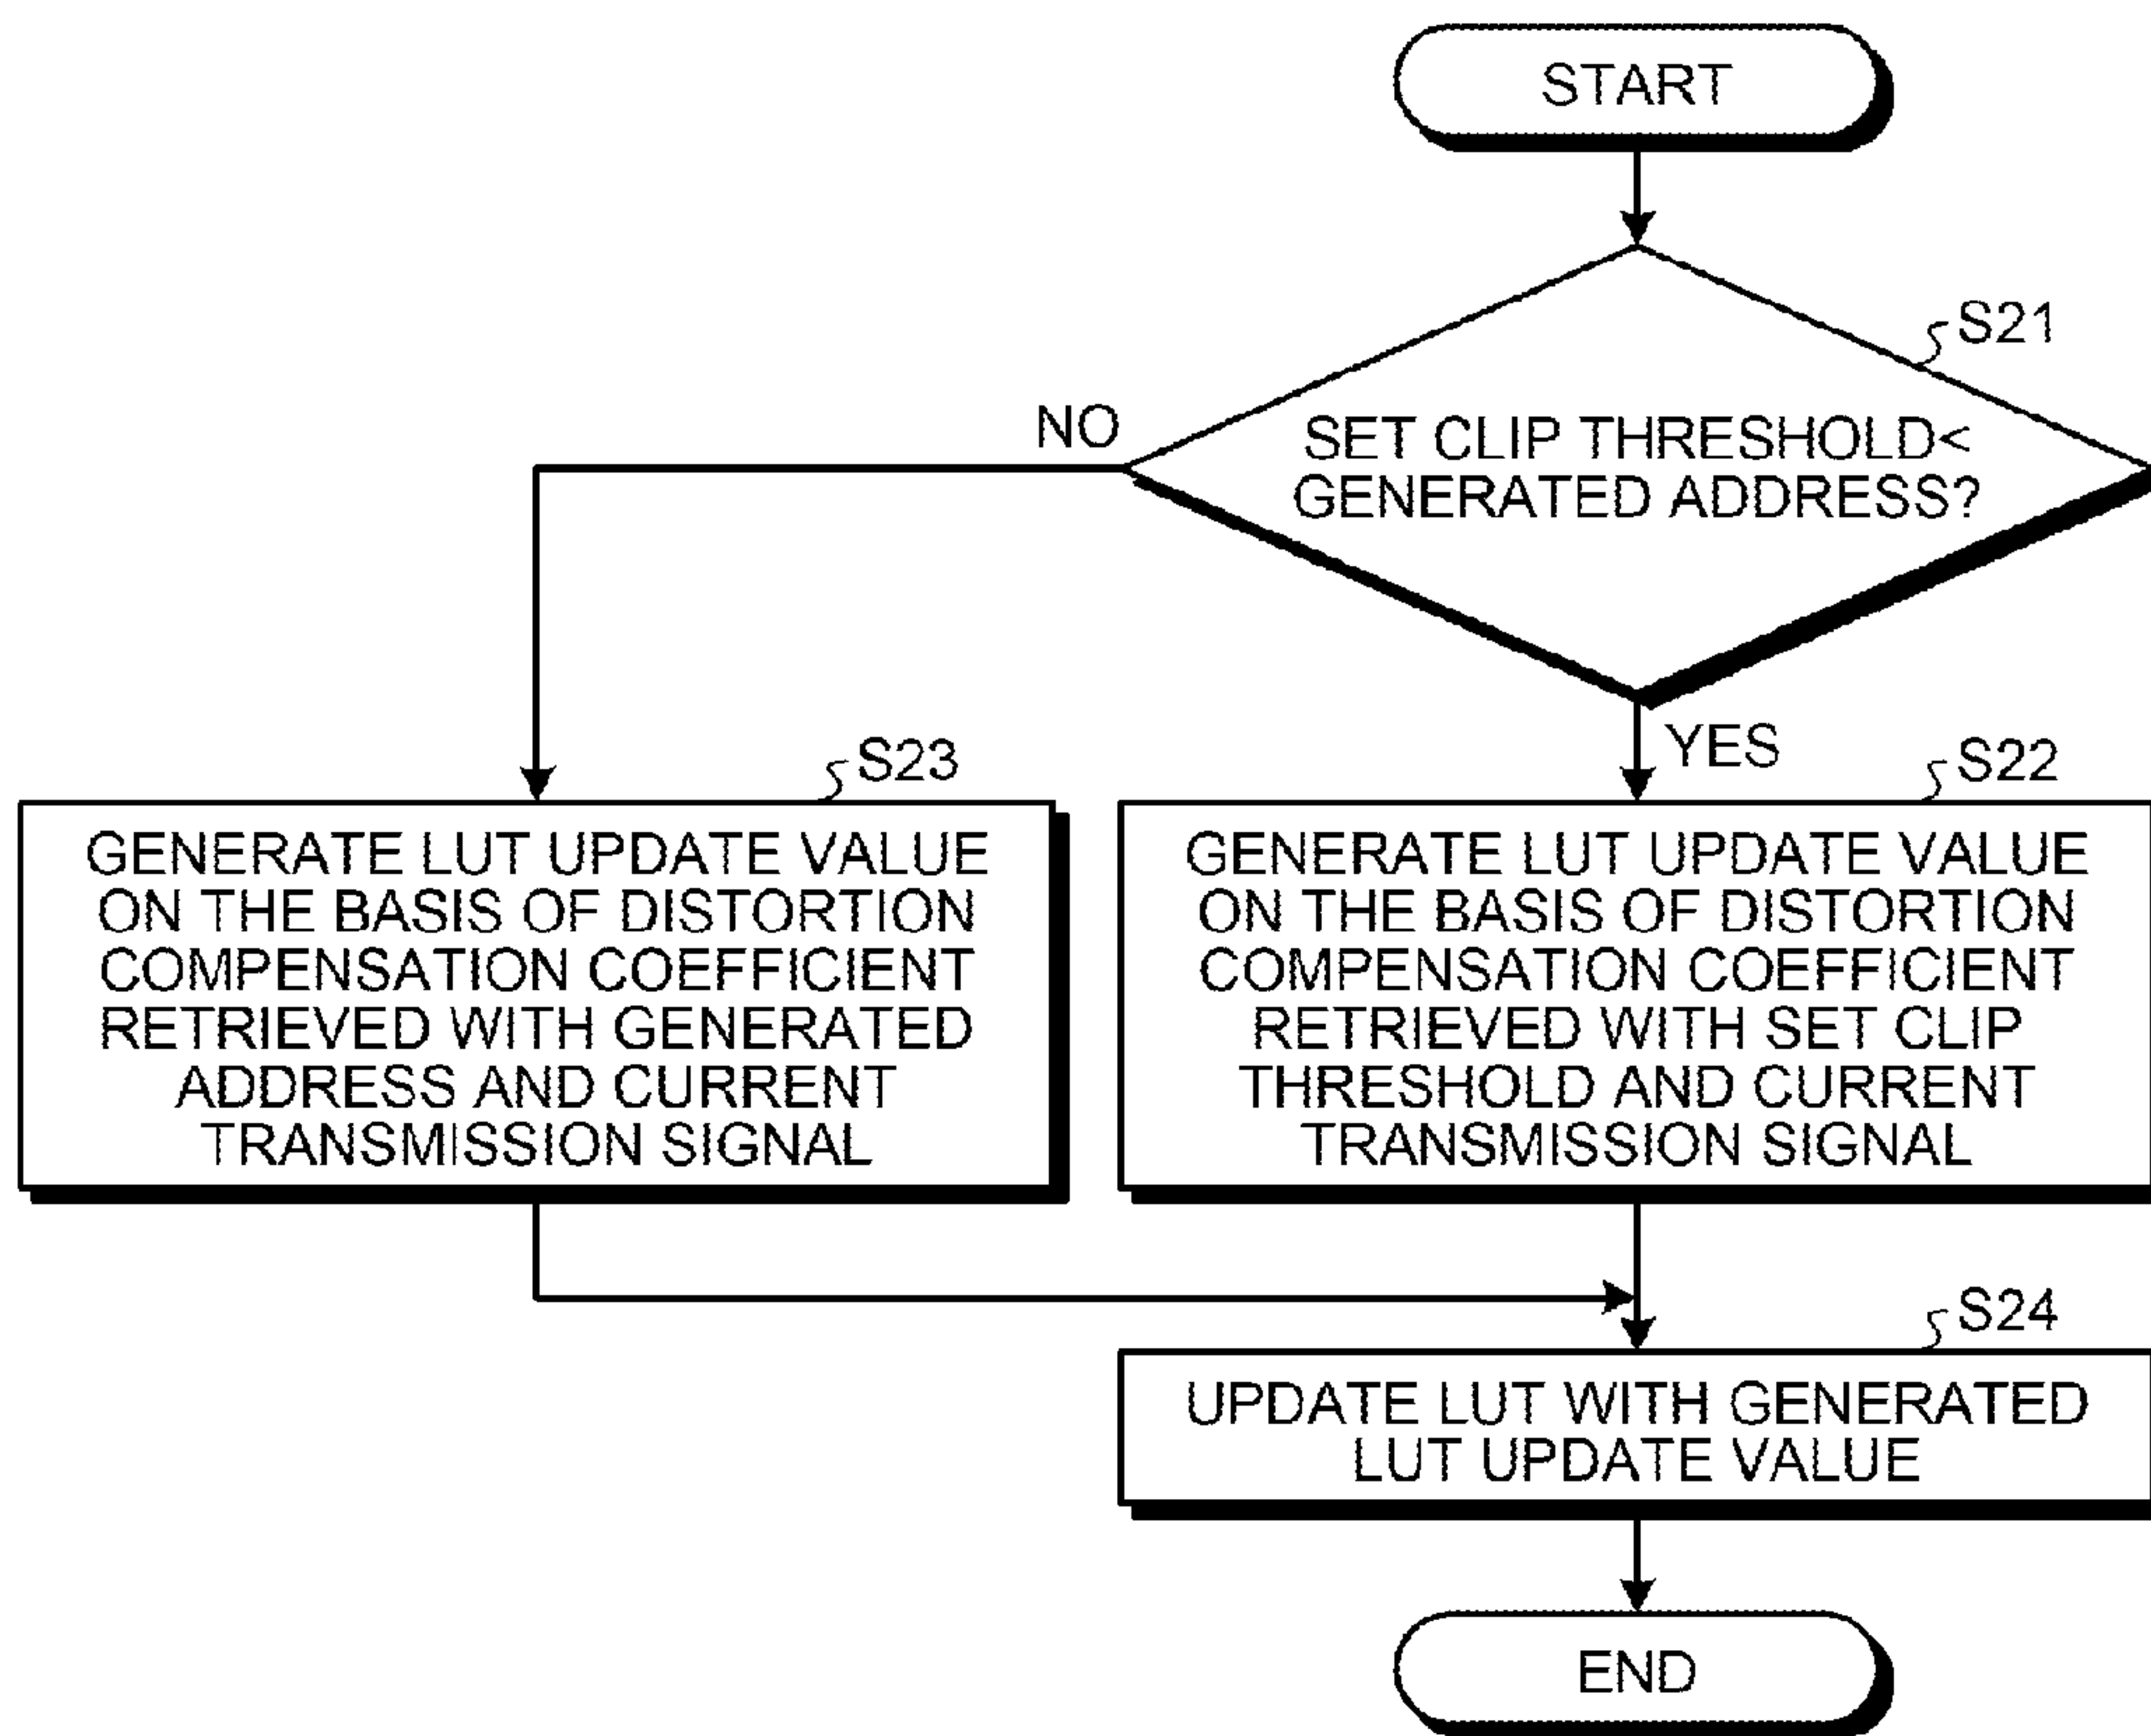 START
S21
NO
SET CLIP THRESHOLD<
GENERATED ADDRESS?
YES
S23
GENERATE LUT UPDATE VALUE
ON THE BASIS OF DISTORTION
COMPENSATION COEFFICIENT
RETRIEVED WITH GENERATED
ADDRESS AND CURRENT
TRANSMISSION SIGNAL
S22
GENERATE LUT UPDATE VALUE
ON THE BASIS OF DISTORTION
COMPENSATION COEFFICIENT
RETRIEVED WITH SET CLIP
THRESHOLD AND CURRENT
TRANSMISSION SIGNAL
S24
UPDATE LUT WITH GENERATED
LUT UPDATE VALUE
END